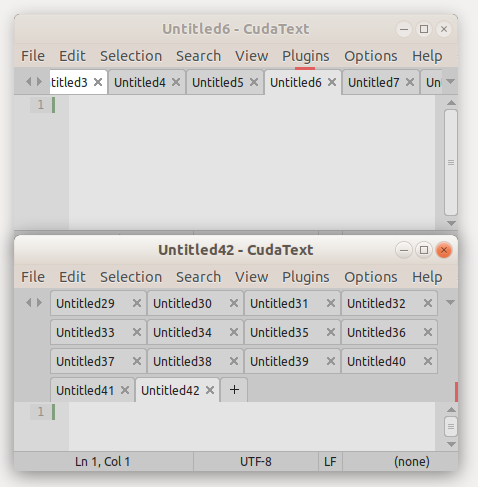 Untitled6 - CudaText
File Edit Selection Search View Plugins Options Help
titled3 Untitled4 Untitled5 Untitled6 Untitled7 Un
1
Untitled42 - CudaText
File Edit Selection Search View Plugins Options Help
Untitled29 Untitled30 Untitled31 Untitled32
Untitled33 Untitled34 Untitled35 Untitled36
Untitled37 Untitled38 Untitled39 Untitled40
Untitled41 Untitled42 +
1
Ln 1, Col 1 UTF-8 LF (none)